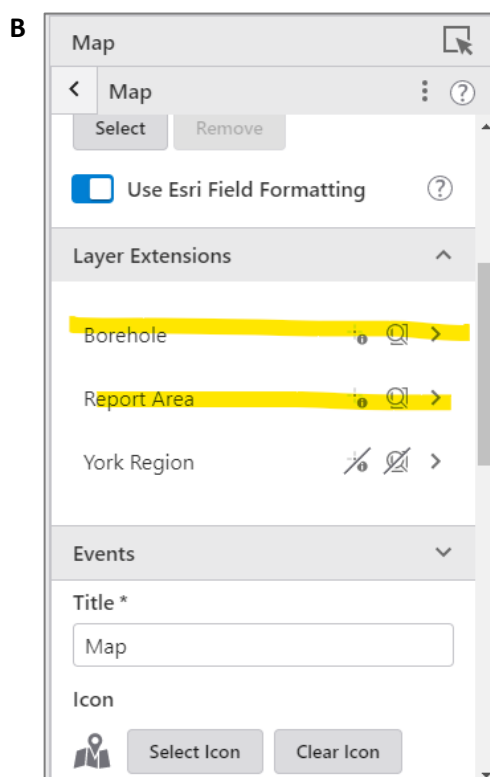 B
Map
Map
Select Remove
Use Esri Field Formatting
Layer Extensions
Borehole
Report Area
York Region
Events
Title *
Map
Icon
Select Icon Clear Icon